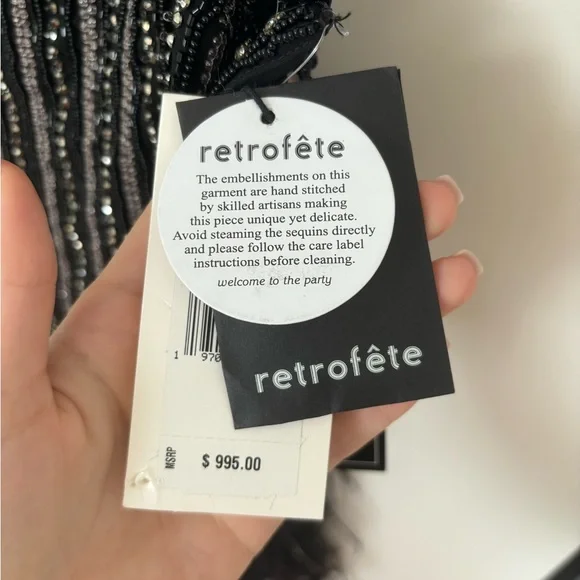 retrofête
The embellishments on this
garment are hand stitched
by skilled artisans making
this piece unique yet delicate.
Avoid steaming the sequins directly
and please follow the care label
instructions before cleaning.
welcome to the party
1 970
retrofête
MSRP $ 995.00